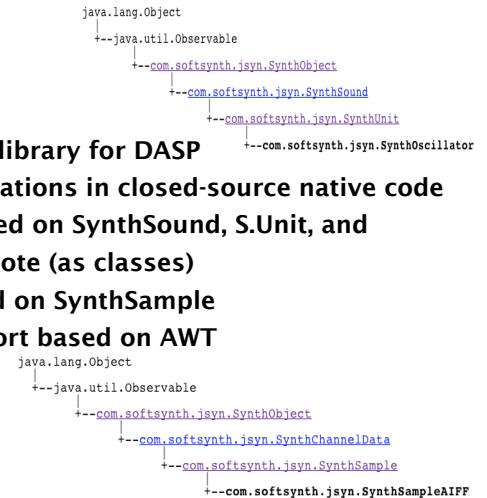 java.lang.Object
|
+--java.util.Observable
|
+--com.softsynth.jsyn.SynthObject
|
+--com.softsynth.jsyn.SynthSound
|
+--com.softsynth.jsyn.SynthUnit
|
+--com.softsynth.jsyn.SynthOscillator
library for DASP
ations in closed-source native code
ed on SynthSound, S.Unit, and
ote (as classes)
d on SynthSample
ort based on AWT
java.lang.Object
|
+--java.util.Observable
|
+--com.softsynth.jsyn.SynthObject
|
+--com.softsynth.jsyn.SynthChannelData
|
+--com.softsynth.jsyn.SynthSample
|
+--com.softsynth.jsyn.SynthSampleAIFF